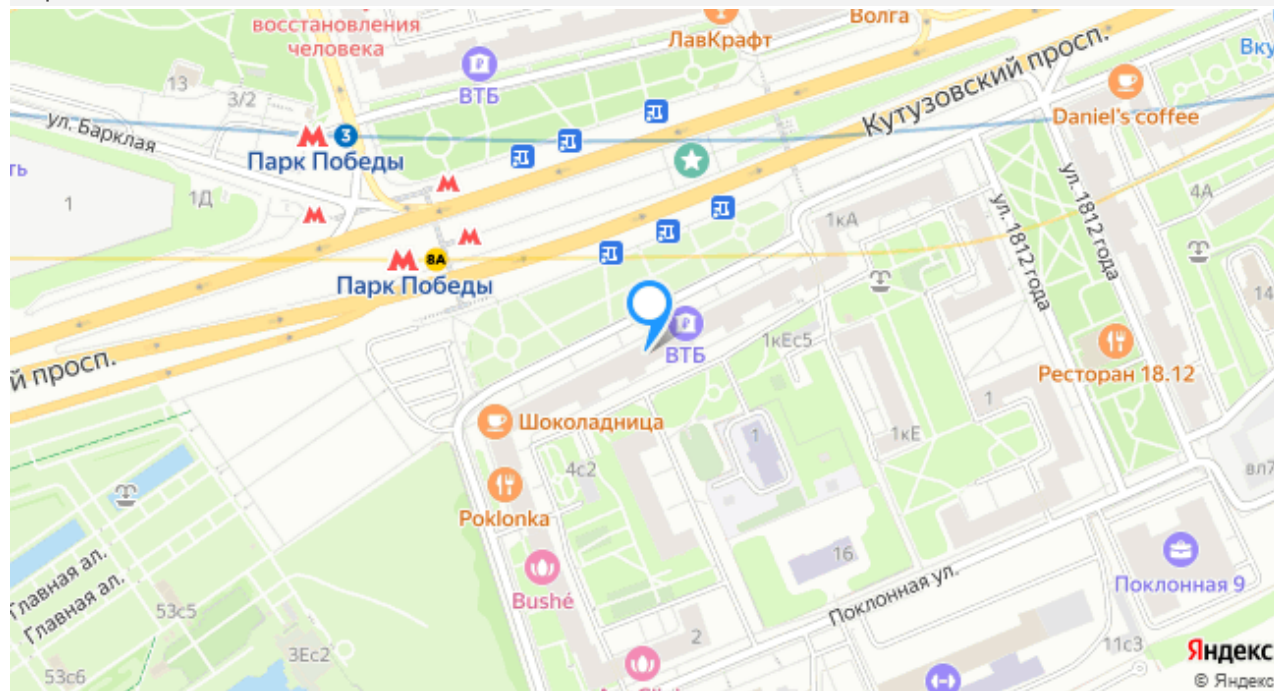 восстановления
человека
ЛавКрафт
Волга
Кутузовский просп.
Вку
ВТБ
13
3/2
Daniel's coffee
ул. Барклая
3
Парк Победы
ть
1
1Д
8А
Парк Победы
1кА
ул. 1812 года
ул. 1812 года
4А
14
й просп.
ВТБ
1кЕс5
Ресторан 18.12
Шоколадница
1
1
1кЕ
4с2
вл7
Poklonka
16
Bushé
Поклонная ул.
Поклонная 9
Главная ал.
Главная ал.
53с5
2
11с3
3Ес2
53с6
Яндекс
© Яндекс